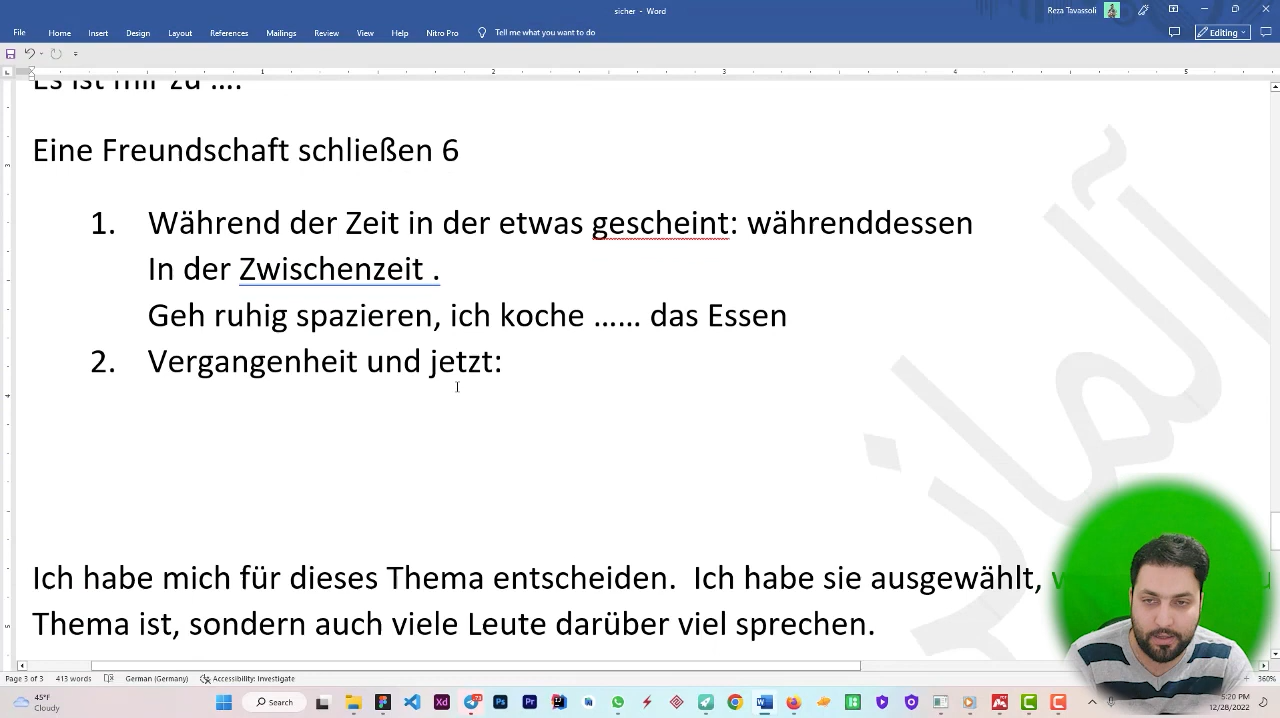 sicher - Word
Reza Tavassoli
File Home Insert Design Layout References Mailings Review View Help Nitro Pro Tell me what you want to do
Editing
Es ist mir zu ....
Eine Freundschaft schließen 6
1. Während der Zeit in der etwas gescheint: währenddessen
In der Zwischenzeit .
Geh ruhig spazieren, ich koche …… das Essen
2. Vergangenheit und jetzt:
Ich habe mich für dieses Thema entscheiden. Ich habe sie ausgewählt,
Thema ist, sondern auch viele Leute darüber viel sprechen.
Page 3 of 3 413 words German (Germany) Accessibility: Investigate 360%
45°F
Cloudy
Search
5:20 PM
12/28/2022